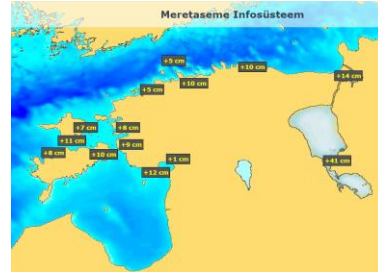 Meretaseme Infosüsteem
+5 cm
+10 cm
+14 cm
+10 cm
+5 cm
+7 cm
+8 cm
+11 cm
+9 cm
+8 cm
+10 cm
+1 cm
+41 cm
+12 cm